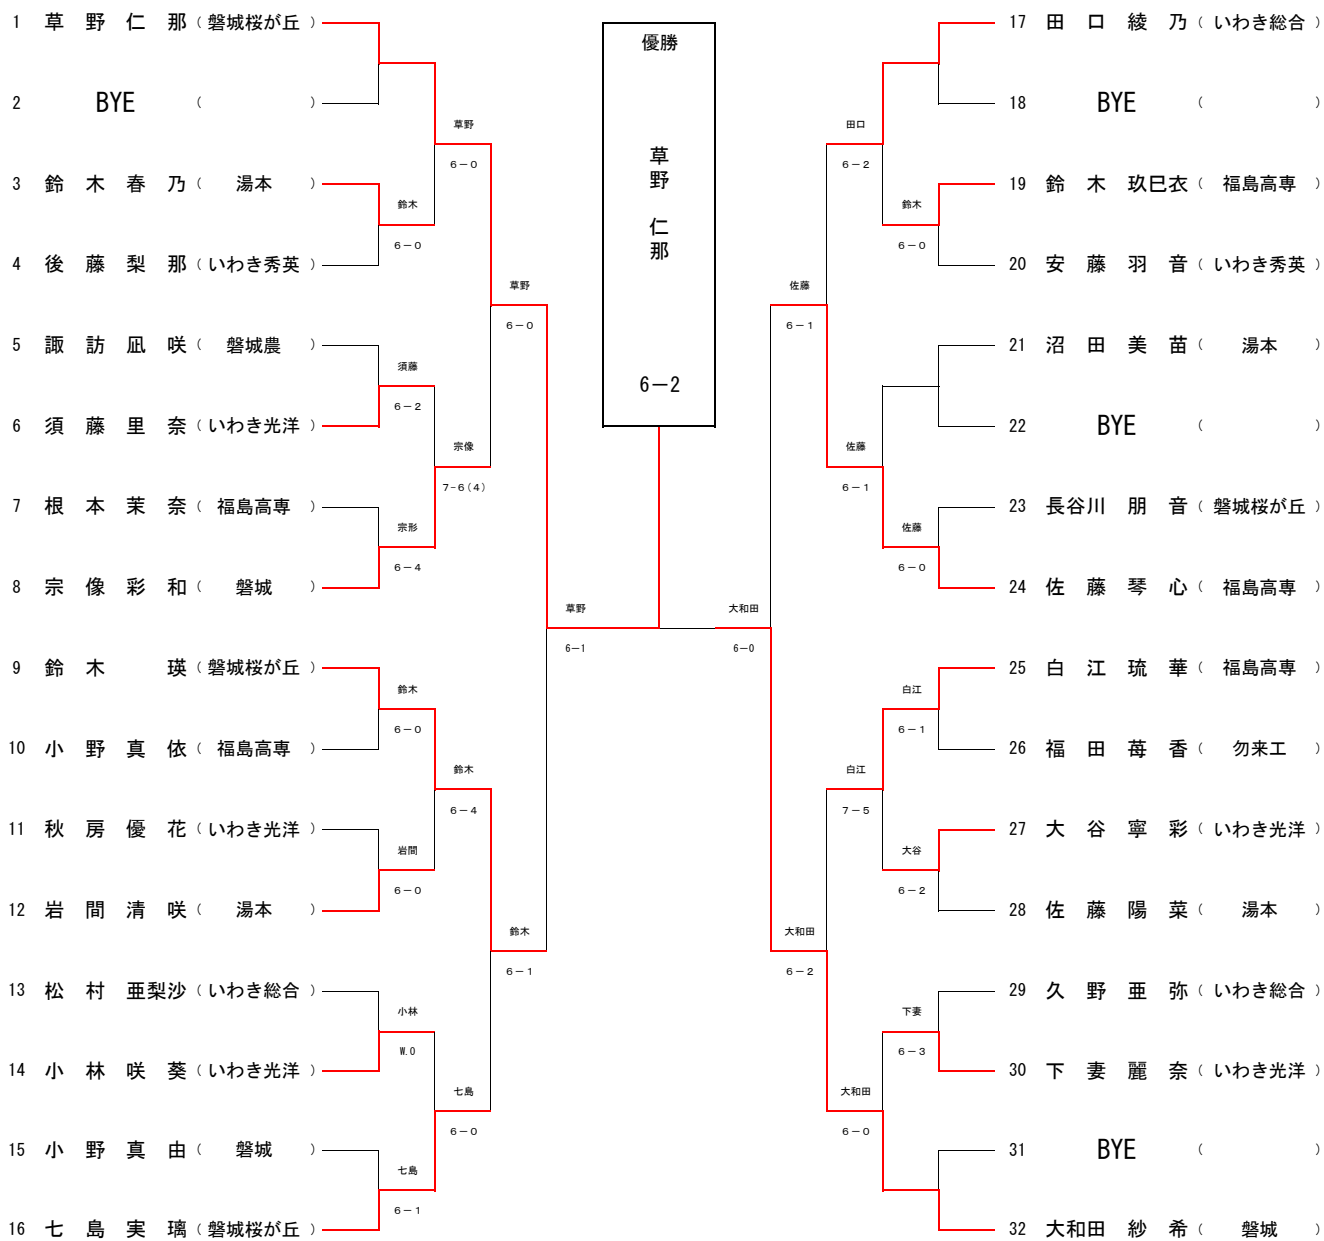 1 草野仁那（磐城桜が丘）
2 BYE（ ）
3 鈴木春乃（湯本）
4 後藤梨那（いわき秀英）
5 諏訪凪咲（磐城農）
6 須藤里奈（いわき光洋）
7 根本茉奈（福島高専）
8 宗像彩和（磐城）
9 鈴木瑛（磐城桜が丘）
10 小野真依（福島高専）
11 秋房優花（いわき光洋）
12 岩間清咲（湯本）
13 松村亜梨沙（いわき総合）
14 小林咲葵（いわき光洋）
15 小野真由（磐城）
16 七島実璃（磐城桜が丘）
鈴木
6－0
須藤
6－2
宗形
6－4
鈴木
6－0
岩間
6－0
小林
W.O
七島
6－1
草野
6－0
宗像
7-6(4)
鈴木
6－4
七島
6－0
草野
6－0
鈴木
6－1
草野
6－1
優勝
草野 仁那
6－2
大和田
6－0
佐藤
6－1
大和田
6－2
田口
6－2
佐藤
6－1
白江
7－5
大和田
6－0
鈴木
6－0
佐藤
6－0
白江
6－1
大谷
6－2
下妻
6－3
17 田口綾乃（いわき総合）
18 BYE（ ）
19 鈴木玖巳衣（福島高専）
20 安藤羽音（いわき秀英）
21 沼田美苗（湯本）
22 BYE（ ）
23 長谷川朋音（磐城桜が丘）
24 佐藤琴心（福島高専）
25 白江琉華（福島高専）
26 福田苺香（勿来工）
27 大谷寧彩（いわき光洋）
28 佐藤陽菜（湯本）
29 久野亜弥（いわき総合）
30 下妻麗奈（いわき光洋）
31 BYE（ ）
32 大和田紗希（磐城）